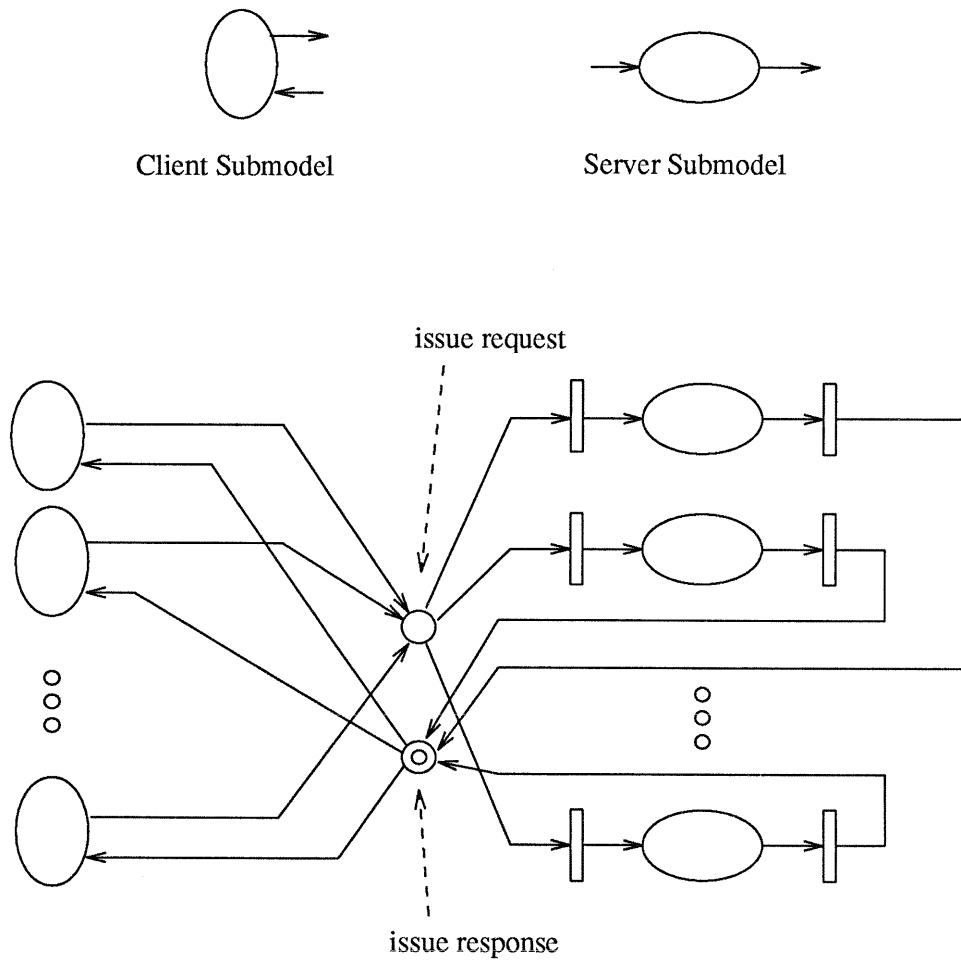 Client Submodel
Server Submodel
issue request
issue response